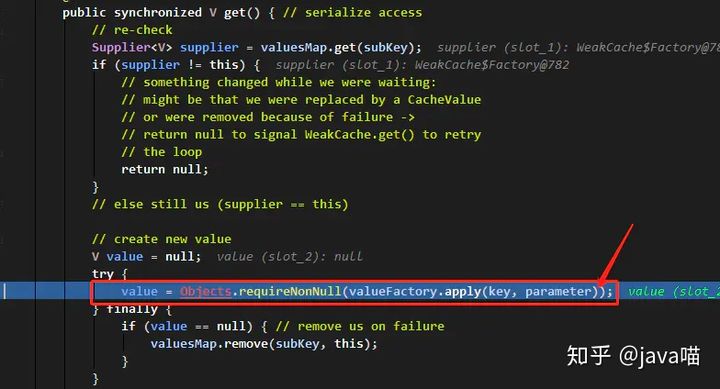 public synchronized V get() { // serialize access
// re-check
Supplier<V> supplier = valuesMap.get(subKey); supplier (slot_1): WeakCache$Factory@782
if (supplier != this) { supplier (slot_1): WeakCache$Factory@782
// something changed while we were waiting:
// might be that we were replaced by a CacheValue
// or were removed because of failure ->
// return null to signal WeakCache.get() to retry
// the loop
return null;
}
// else still us (supplier == this)
// create new value
V value = null; value (slot_2): null
try {
value = Objects.requireNonNull(valueFactory.apply(key, parameter)); value (slot_2
} finally {
if (value == null) { // remove us on failure
valuesMap.remove(subKey, this);
}
}
知乎 @java喵